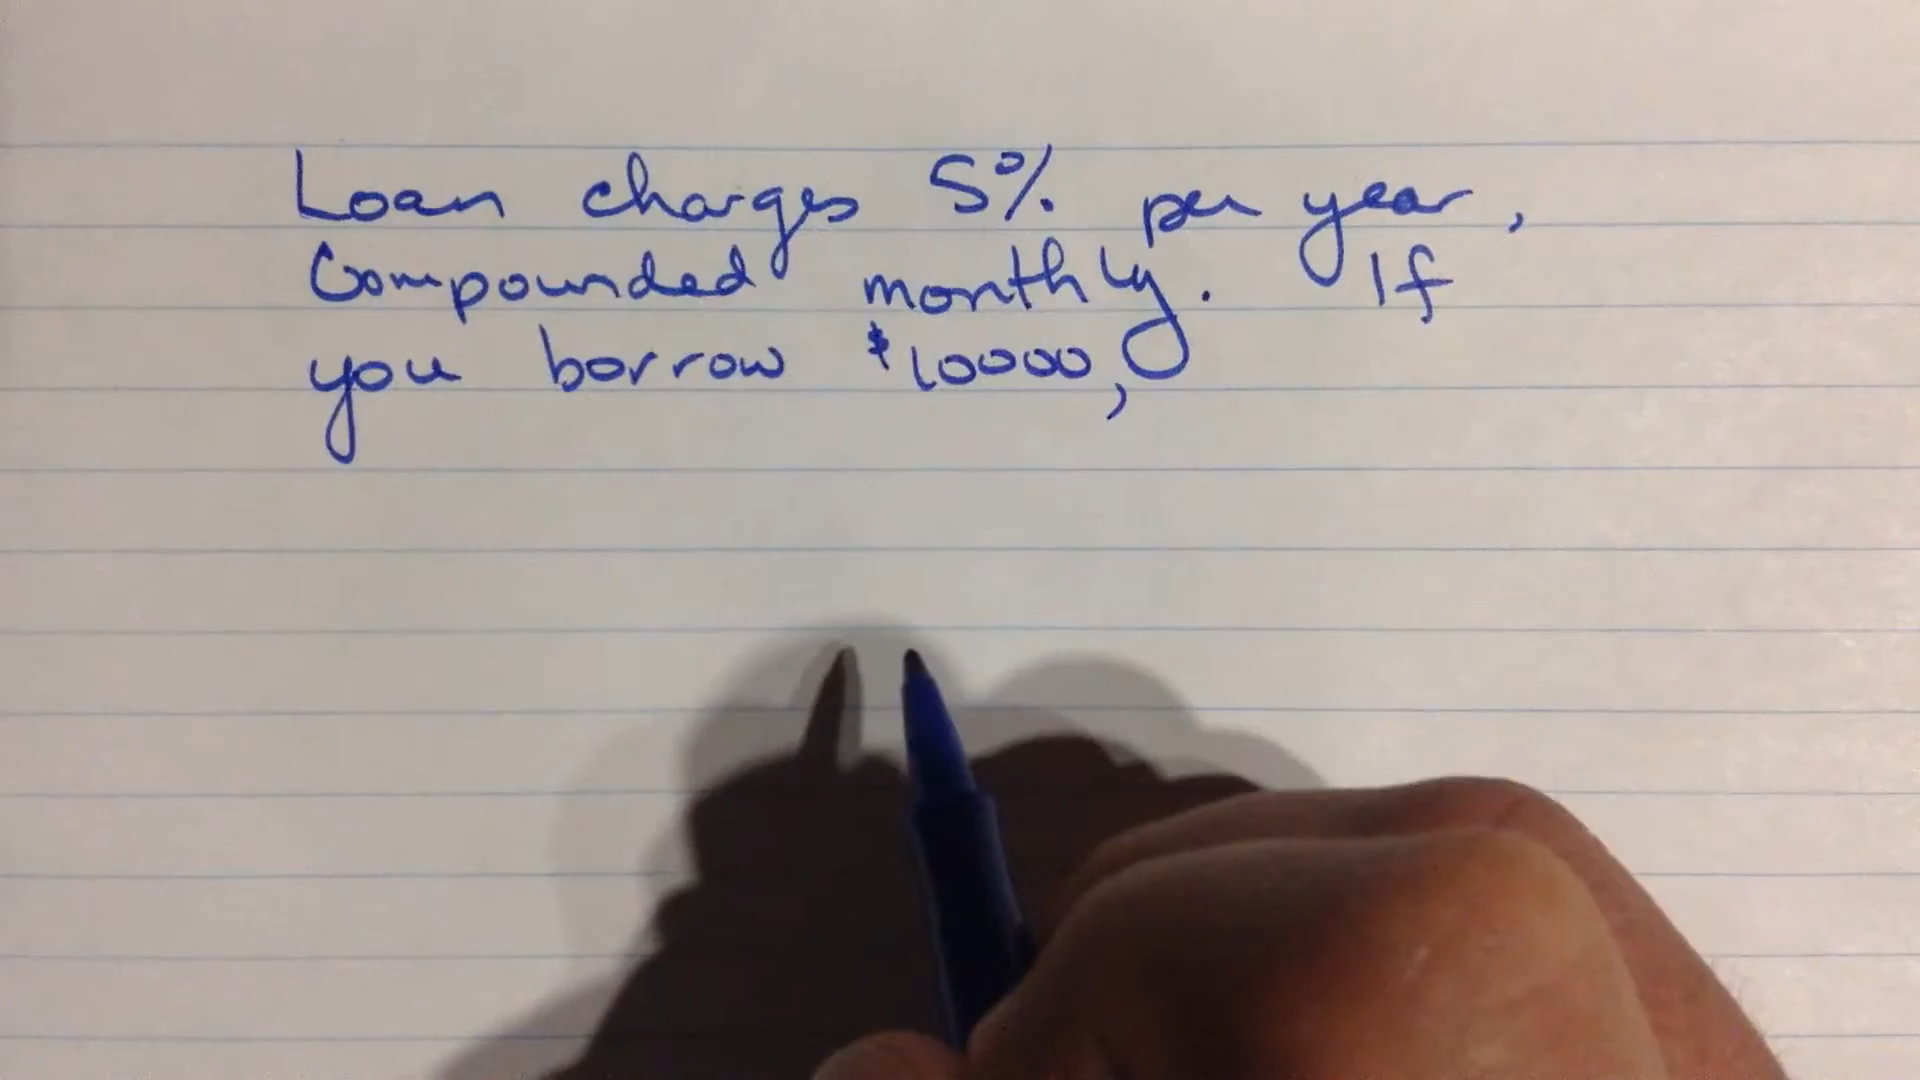 Loan charges 5% per year,
Compounded monthly. If
you borrow $10000,